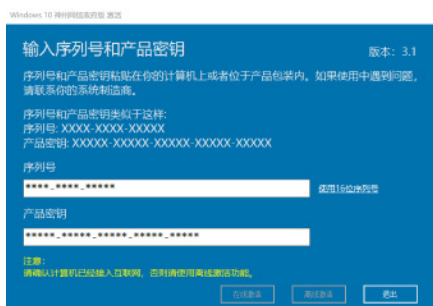 Windows 10 神州网信政府版 激活
输入序列号和产品密钥
版本：3.1
序列号和产品密钥粘贴在你的计算机上或者位于产品包装内。如果使用中遇到问题，
请联系你的系统制造商。
序列号和产品密钥类似于这样:
序列号: XXXX-XXXX-XXXXX
产品密钥: XXXXX-XXXXX-XXXXX-XXXXX-XXXXX
序列号
****-****-*****
使用16位序列号
产品密钥
*****-*****-*****-*****-*****
注意：
请确认计算机已经接入互联网，否则请使用离线激活功能。
在线激活
离线激活
退出